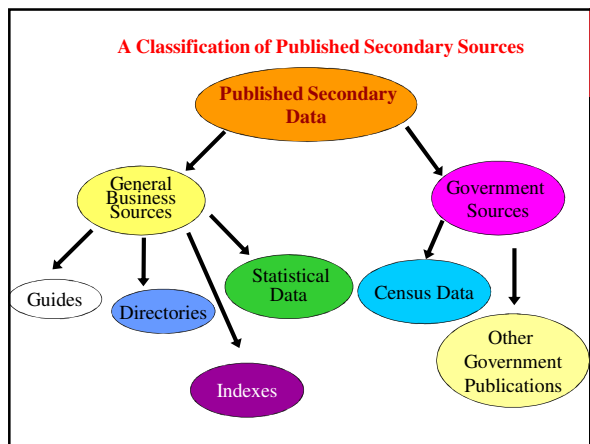 A Classification of Published Secondary Sources
Published Secondary
Data
General
Business
Sources
Government
Sources
Guides
Directories
Statistical
Data
Census Data
Indexes
Other
Government
Publications